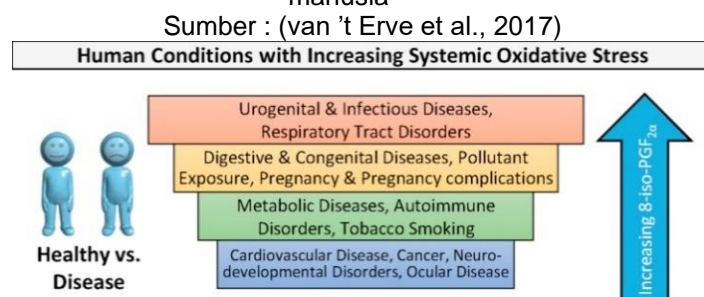 manusia
Sumber : (van ’t Erve et al., 2017)
Human Conditions with Increasing Systemic Oxidative Stress
Urogenital & Infectious Diseases,
Respiratory Tract Disorders
Digestive & Congenital Diseases, Pollutant
Exposure, Pregnancy & Pregnancy complications
Metabolic Diseases, Autoimmune
Disorders, Tobacco Smoking
Cardiovascular Disease, Cancer, Neuro-
developmental Disorders, Ocular Disease
Healthy vs.
Disease
Increasing 8-iso-PGF₂α